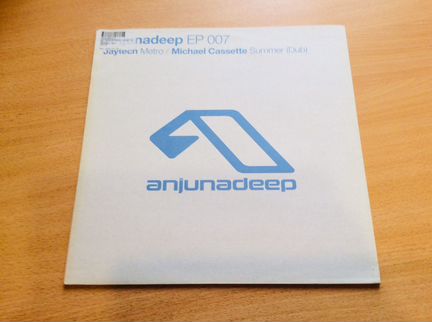 nadeep EP 007
Jaytech Metro / Michael Cassette Summer (Dub)
anjunadeep